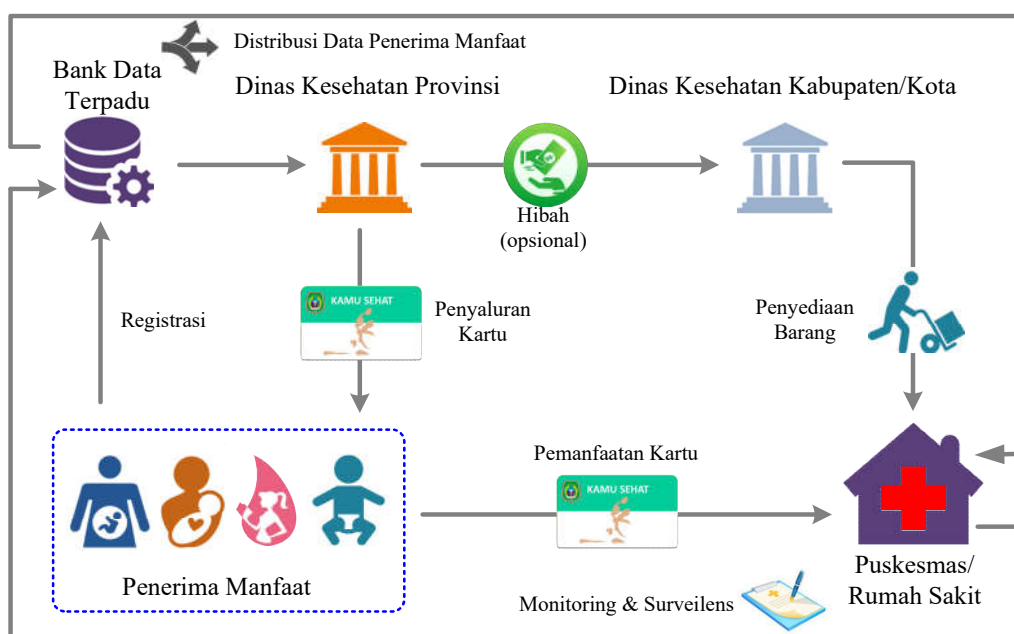 Distribusi Data Penerima Manfaat
Bank Data
Terpadu
Dinas Kesehatan Provinsi
Dinas Kesehatan Kabupaten/Kota
Hibah
(opsional)
Registrasi
KAMU SEHAT
Penyaluran
Kartu
Penyediaan
Barang
Pemanfaatan Kartu
KAMU SEHAT
Penerima Manfaat
Monitoring & Surveilens
Puskesmas/
Rumah Sakit